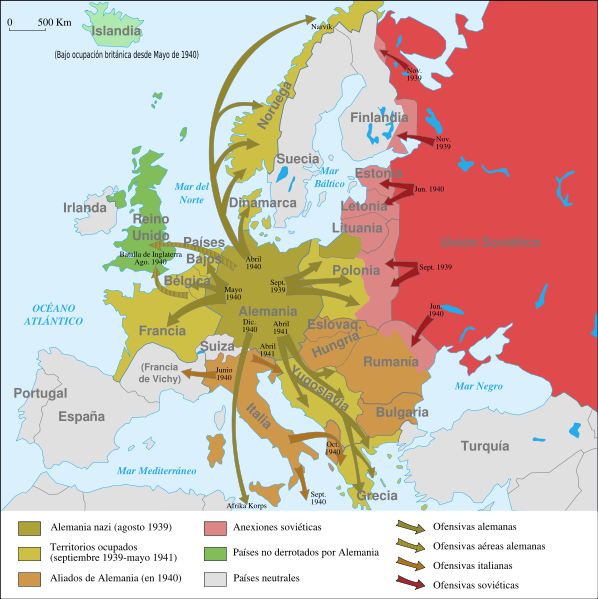 0 500 Km
Islandia
(Bajo ocupación británica desde Mayo de 1940)
Narvik
Nov.
1939
Noruega
Finlandia
Nov.
1939
Suecia
Mar
Báltico
Estonia
Jun. 1940
Mar del
Norte
Dinamarca
Letonia
Irlanda
Reino
Unido
Lituania
Unión Soviética
Países
Bajos
Batalla de Inglaterra
Ago. 1940
Abril
1940
Polonia
Sept. 1939
Bélgica
Mayo
1940
Sept.
1939
OCÉANO
ATLÁNTICO
Alemania
Jun.
1940
Francia
Dic.
1940
Abril
1941
Eslovaq.
Hungría
Suiza
Abril
1941
Rumanía
(Francia
de Vichy)
Junio
1940
Yugoslavia
Mar Negro
Portugal
España
Italia
Bulgaria
Turquía
Oct.
1940
Mar Mediterráneo
Sept.
1940
Grecia
Afrika Korps
Alemania nazi (agosto 1939)
Territorios ocupados
(septiembre 1939-mayo 1941)
Aliados de Alemania (en 1940)
Anexiones soviéticas
Países no derrotados por Alemania
Países neutrales
Ofensivas alemanas
Ofensivas aéreas alemanas
Ofensivas italianas
Ofensivas soviéticas